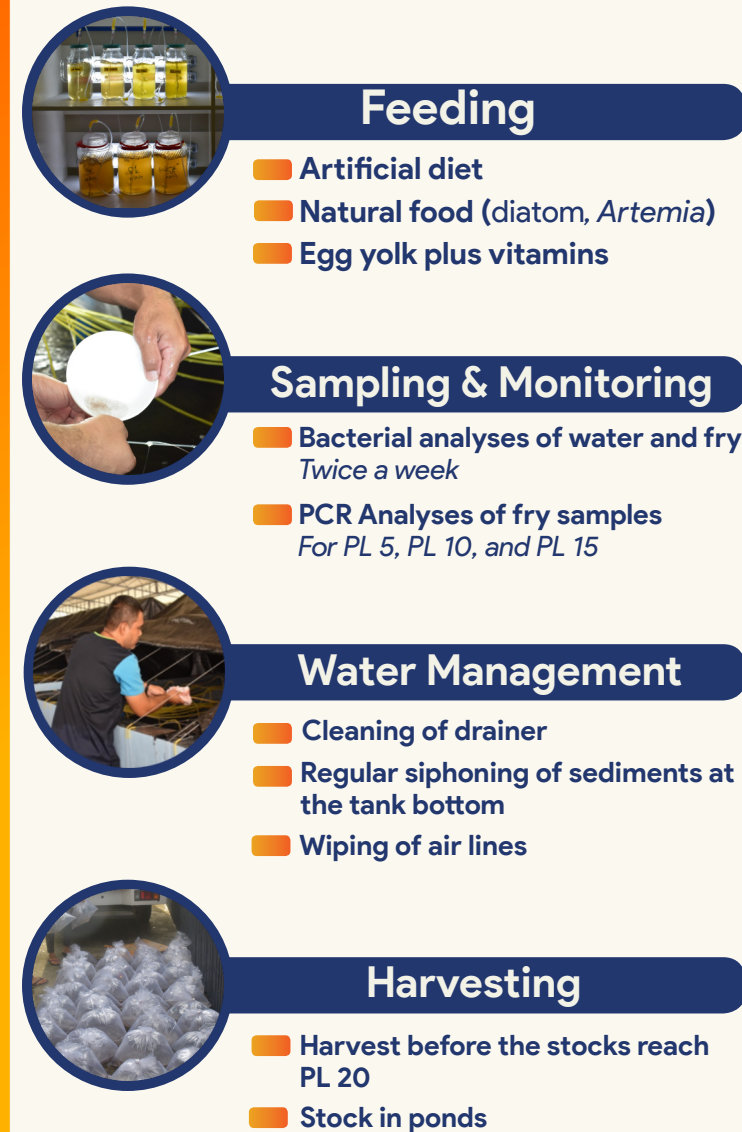 Feeding
Artificial diet
Natural food (diatom, Artemia)
Egg yolk plus vitamins
Sampling & Monitoring
Bacterial analyses of water and fry
Twice a week
PCR Analyses of fry samples
For PL 5, PL 10, and PL 15
Water Management
Cleaning of drainer
Regular siphoning of sediments at
the tank bottom
Wiping of air lines
Harvesting
Harvest before the stocks reach
PL 20
Stock in ponds